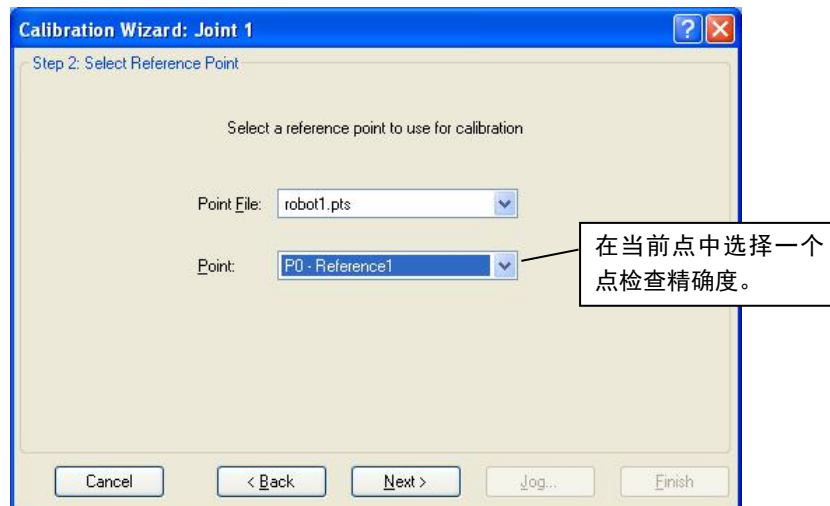 Calibration Wizard: Joint 1
Step 2: Select Reference Point
Select a reference point to use for calibration
Point File: robot1.pts
Point: P0 - Reference1
在当前点中选择一个
点检查精确度。
Cancel < Back Next > Jog... Finish